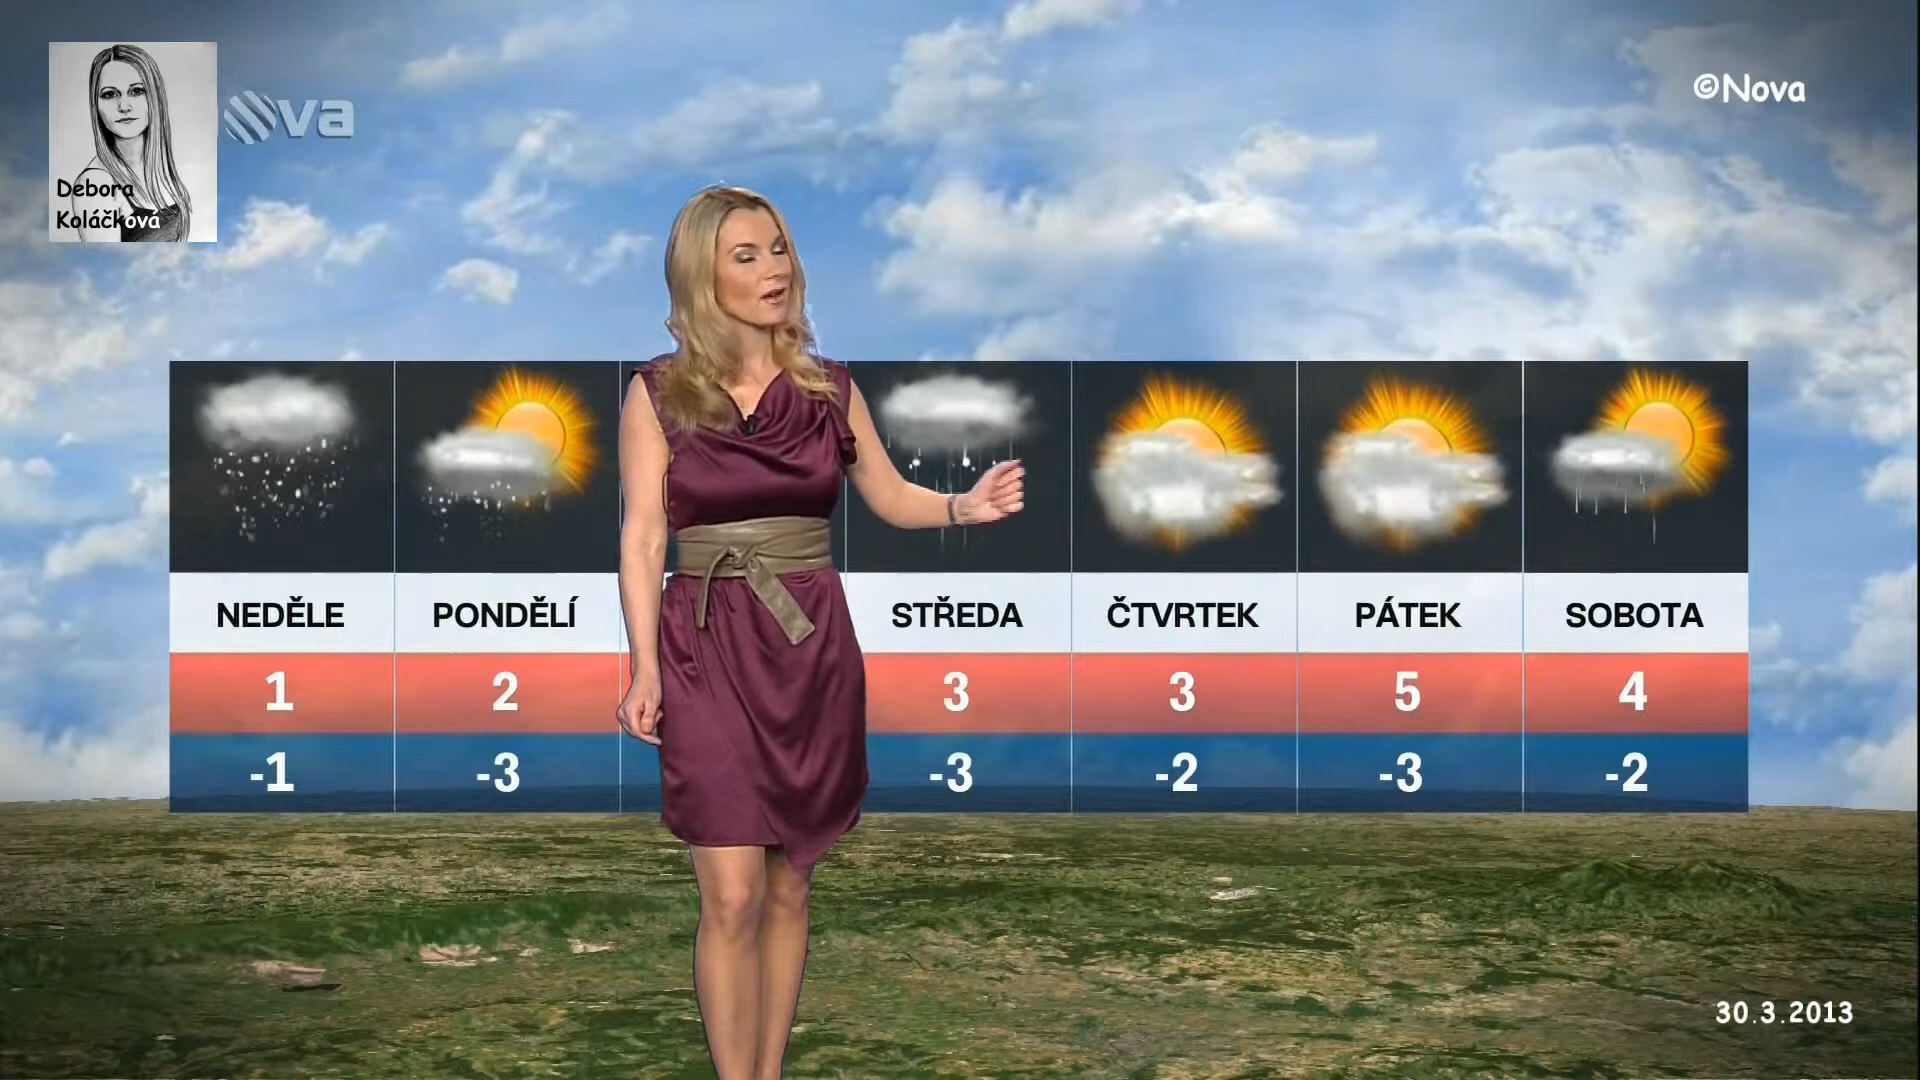 Debora
Koláčková
nova
©Nova
NEDĚLE PONDĚLÍ STŘEDA ČTVRTEK PÁTEK SOBOTA
1 2 3 3 5 4
-1 -3 -3 -2 -3 -2
30.3.2013